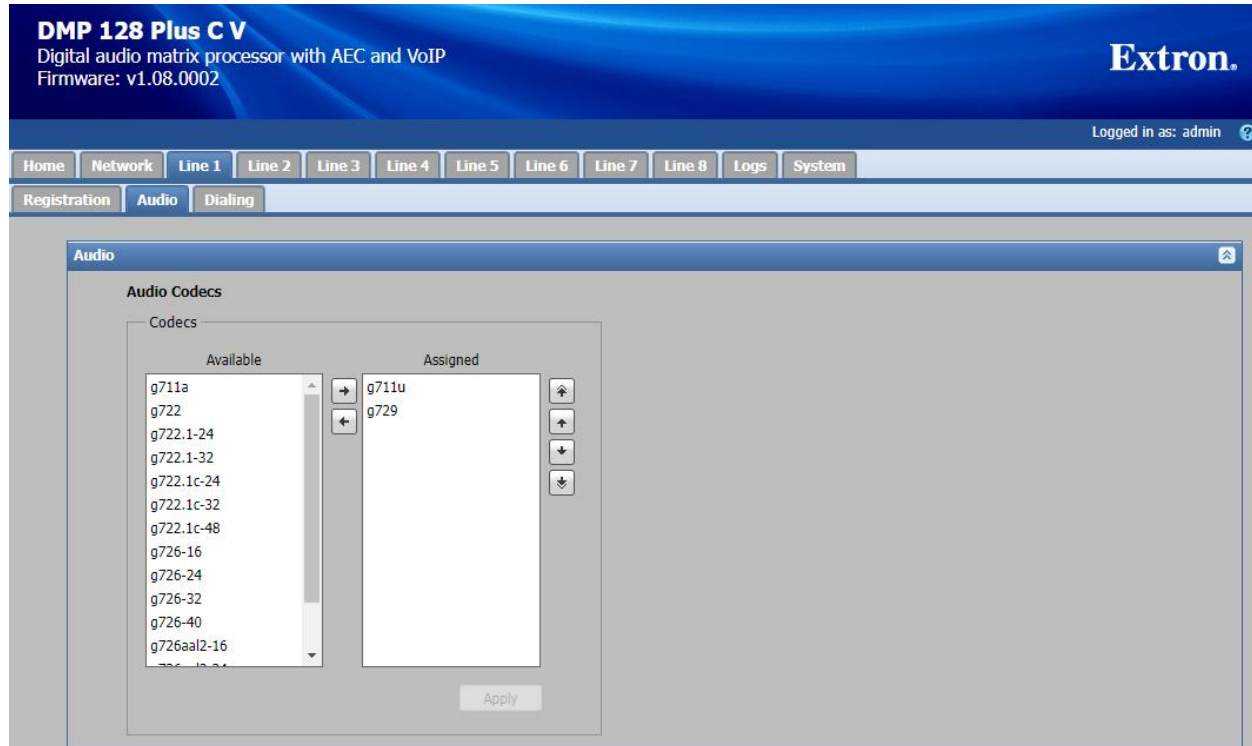 DMP 128 Plus C V
Digital audio matrix processor with AEC and VoIP
Firmware: v1.08.0002
Extron.
Logged in as: admin
Home Network Line 1 Line 2 Line 3 Line 4 Line 5 Line 6 Line 7 Line 8 Logs System
Registration Audio Dialing
Audio
Audio Codecs
Codecs
Available
g711a
g722
g722.1-24
g722.1-32
g722.1c-24
g722.1c-32
g722.1c-48
g726-16
g726-24
g726-32
g726-40
g726aal2-16
Assigned
g711u
g729
Apply